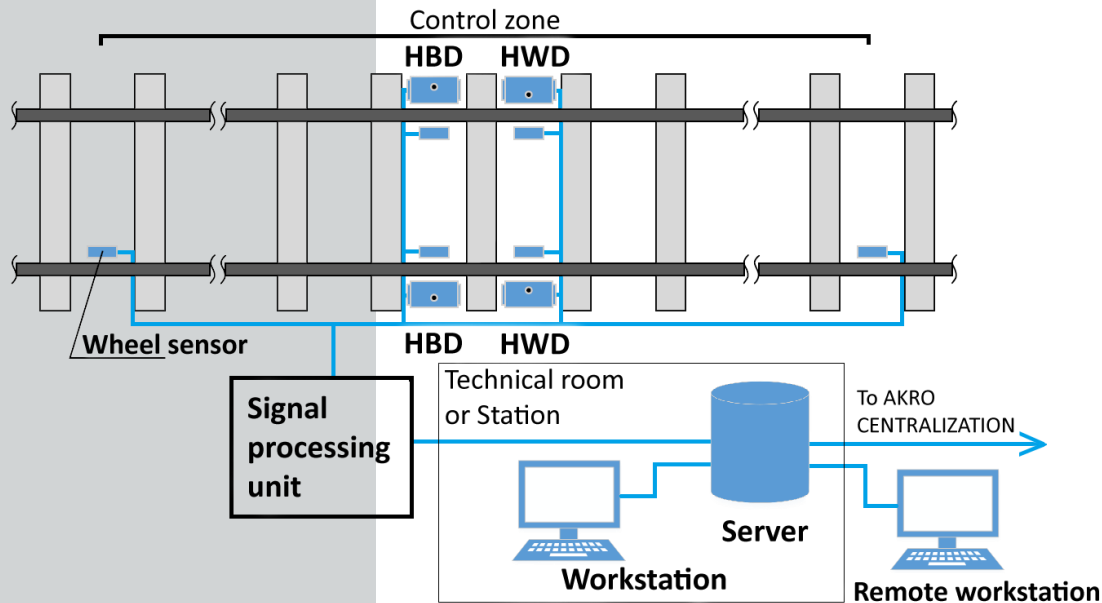 Control zone
HBD HWD
Wheel sensor
HBD HWD
Technical room
or Station
Signal
processing
unit
To AKRO
CENTRALIZATION
Server
Workstation
Remote workstation